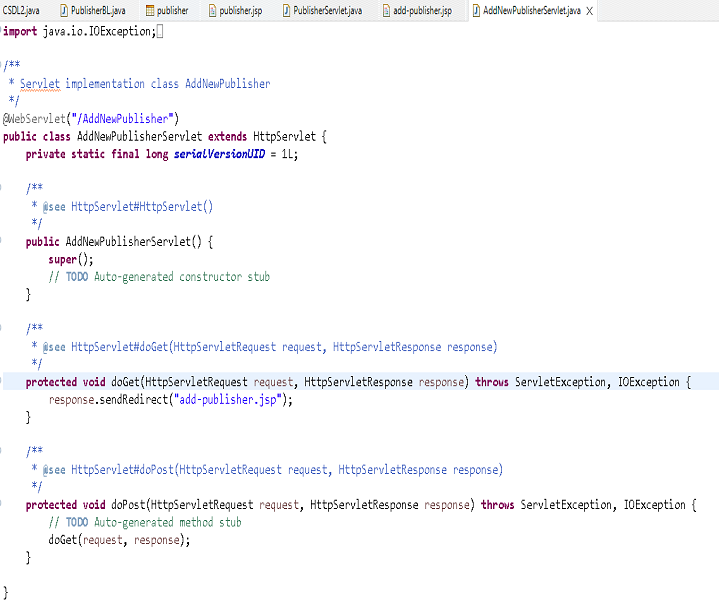 CSDL2.java PublisherBL.java publisher publisher.jsp PublisherServlet.java add-publisher.jsp AddNewPublisherServlet.java
import java.io.IOException;
/**
* Servlet implementation class AddNewPublisher
*/
@WebServlet("/AddNewPublisher")
public class AddNewPublisherServlet extends HttpServlet {
private static final long serialVersionUID = 1L;
/**
* @see HttpServlet#HttpServlet()
*/
public AddNewPublisherServlet() {
super();
// TODO Auto-generated constructor stub
}
/**
* @see HttpServlet#doGet(HttpServletRequest request, HttpServletResponse response)
*/
protected void doGet(HttpServletRequest request, HttpServletResponse response) throws ServletException, IOException {
response.sendRedirect("add-publisher.jsp");
}
/**
* @see HttpServlet#doPost(HttpServletRequest request, HttpServletResponse response)
*/
protected void doPost(HttpServletRequest request, HttpServletResponse response) throws ServletException, IOException {
// TODO Auto-generated method stub
doGet(request, response);
}
}